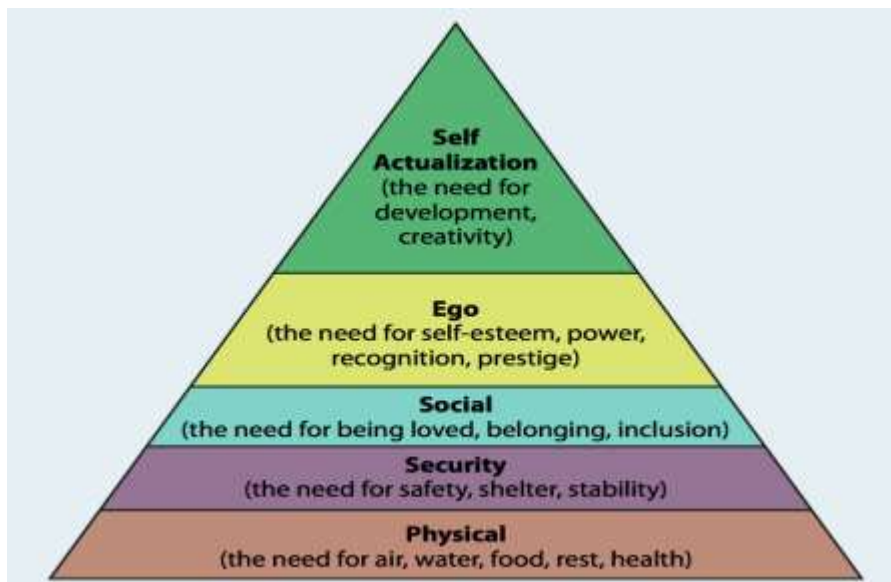 Self
Actualization
(the need for
development,
creativity)
Ego
(the need for self-esteem, power,
recognition, prestige)
Social
(the need for being loved, belonging, inclusion)
Security
(the need for safety, shelter, stability)
Physical
(the need for air, water, food, rest, health)